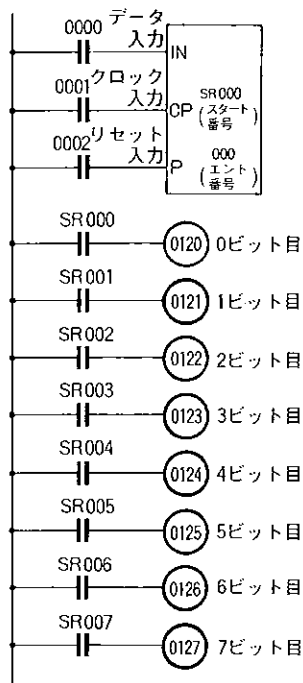 0000 データ入力 IN
0001 クロック入力 CP SR000 (スタート番号)
0002 リセット入力 P 000 (エント番号)
SR000
0120 0ビット目
SR001
0121 1ビット目
SR002
0122 2ビット目
SR003
0123 3ビット目
SR004
0124 4ビット目
SR005
0125 5ビット目
SR006
0126 6ビット目
SR007
0127 7ビット目